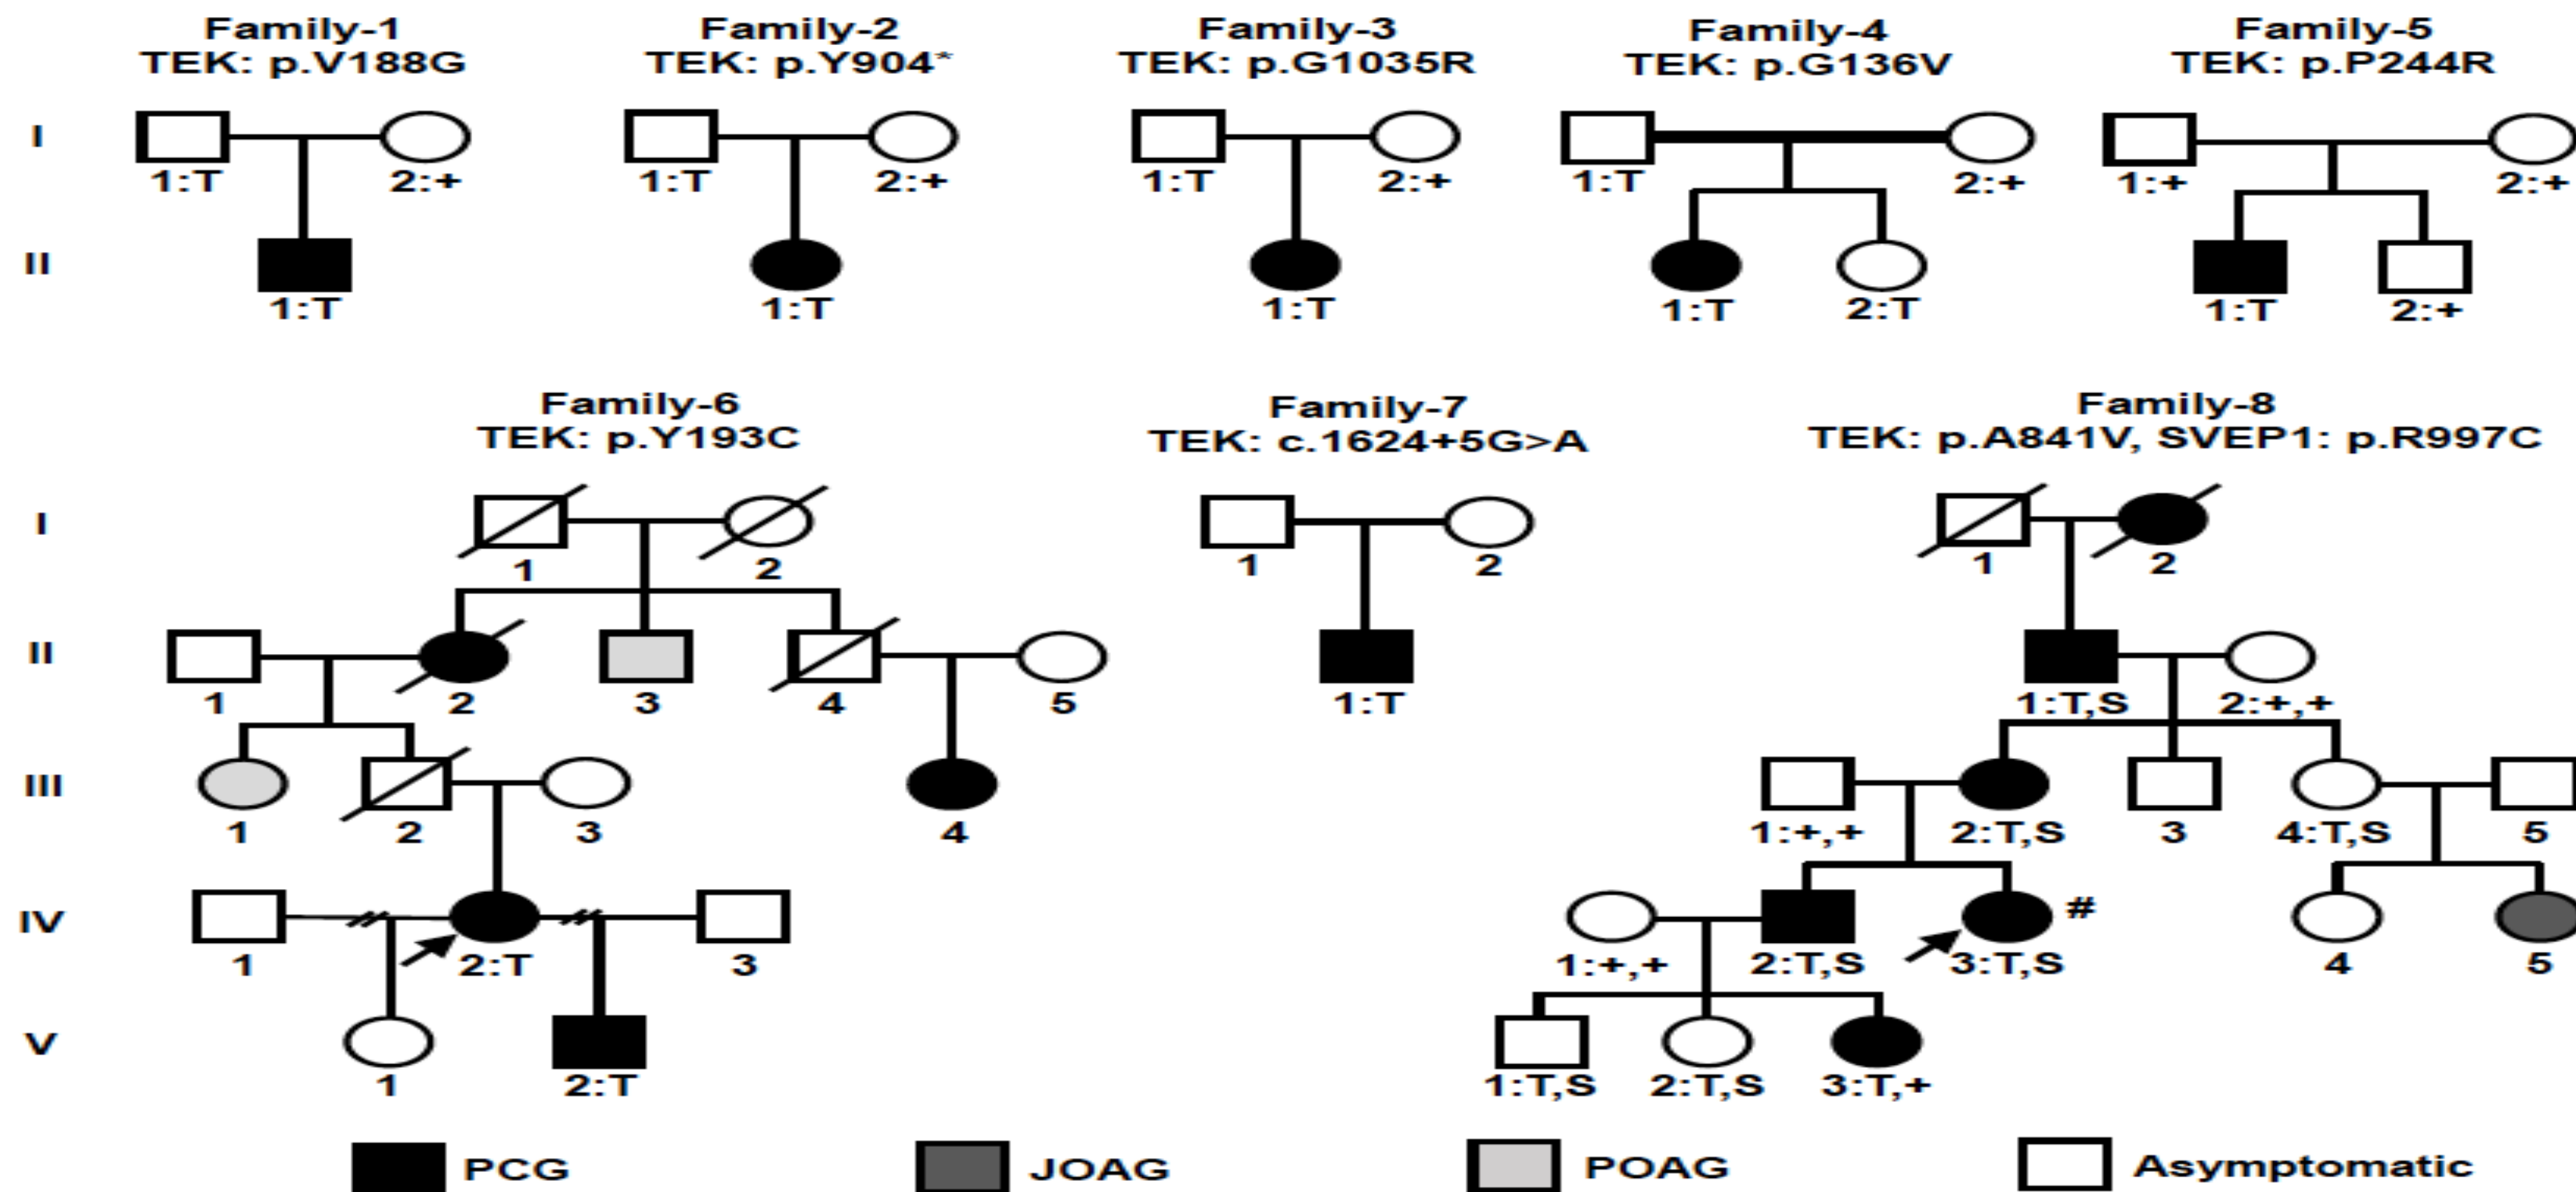 Family-1
TEK: p.V188G
Family-2
TEK: p.Y904*
Family-3
TEK: p.G1035R
Family-4
TEK: p.G136V
Family-5
TEK: p.P244R
I
1:T 2:+ 1:T 2:+ 1:T 2:+ 1:T 2:+ 1:+ 2:+
II
1:T 1:T 1:T 1:T 2:T 1:T 2:+
Family-6
TEK: p.Y193C
Family-7
TEK: c.1624+5G>A
Family-8
TEK: p.A841V, SVEP1: p.R997C
I
1 2 1 2 1 2
II
1 2 3 4 5 1:T 1:T,S 2:+,+
III
1 2 3 4 1:+,+ 2:T,S 3 4:T,S 5
IV
#
1 2:T 3 1:+,+ 2:T,S 3:T,S 4 5
V
1 2:T 1:T,S 2:T,S 3:T,+
PCG JOAG POAG Asymptomatic